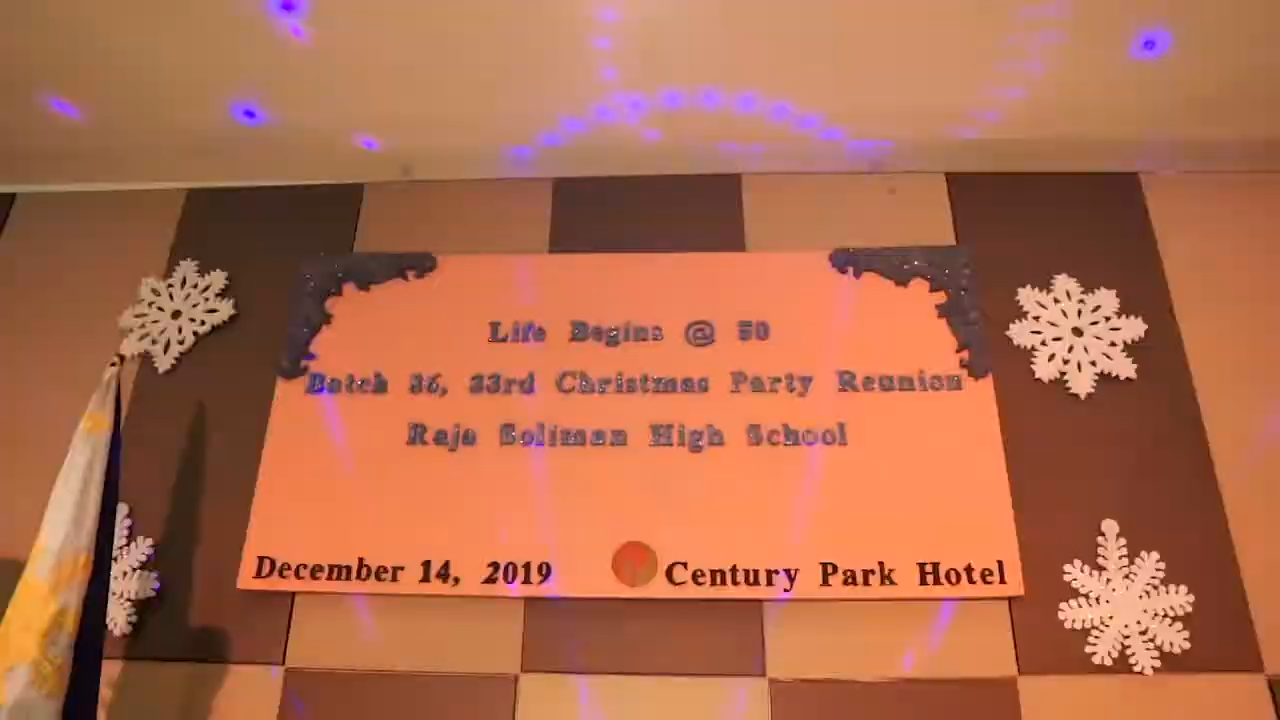 Life Begins @ 50
Batch 86, 33rd Christmas Party Reunion
Raja Soliman High School
December 14, 2019
Century Park Hotel